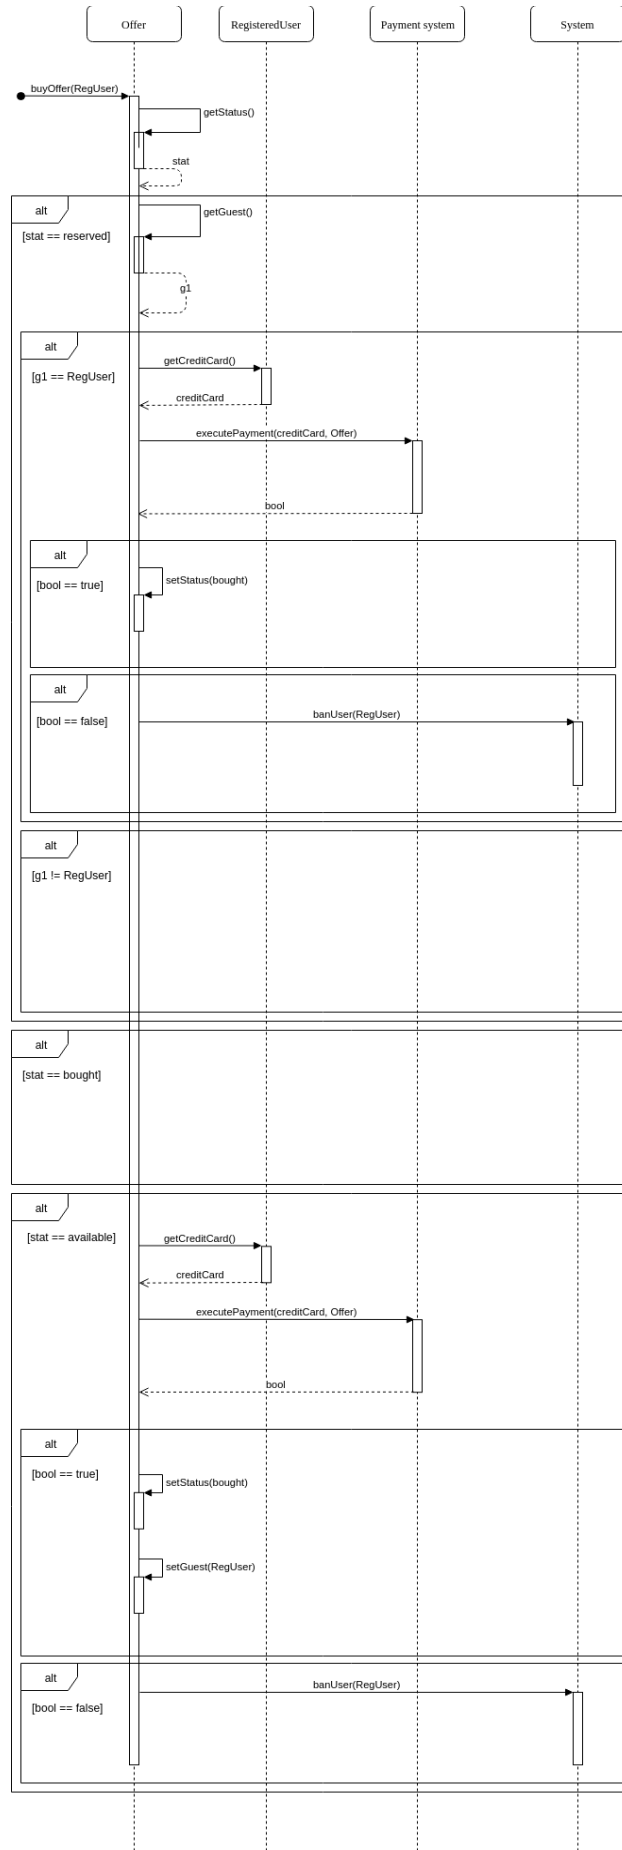 Offer
RegisteredUser
Payment system
System
buyOffer(RegUser)
getStatus()
stat
alt
getGuest()
[stat == reserved]
g1
alt
getCreditCard()
[g1 == RegUser]
creditCard
executePayment(creditCard, Offer)
bool
alt
setStatus(bought)
[bool == true]
alt
banUser(RegUser)
[bool == false]
alt
[g1 != RegUser]
alt
[stat == bought]
alt
[stat == available]
getCreditCard()
creditCard
executePayment(creditCard, Offer)
bool
alt
[bool == true]
setStatus(bought)
setGuest(RegUser)
alt
banUser(RegUser)
[bool == false]